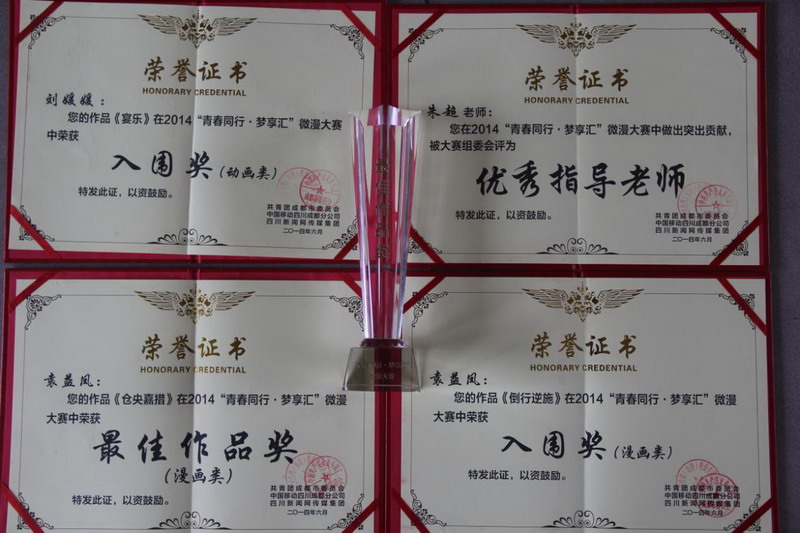 荣誉证书
HONORARY CREDENTIAL
刘媛媛：
您的作品《宴乐》在2014“青春同行·梦享汇”微漫大赛
中荣获
入围奖（动画类）
特发此证，以资鼓励。
共青团成都市委员会
中国移动四川成都分公司
四川新闻网传媒集团
二〇一四年六月
荣誉证书
HONORARY CREDENTIAL
朱超 老师：
您在2014“青春同行·梦享汇”微漫大赛中做出突出贡献，
被大赛组委会评为
优秀指导老师
特发此证，以资鼓励。
共青团成都市委员会
中国移动四川成都分公司
四川新闻网传媒集团
二〇一四年六月
最佳作品奖
荣誉证书
HONORARY CREDENTIAL
袁益凤：
您的作品《仓央嘉措》在2014“青春同行·梦享汇”微漫
大赛中荣获
最佳作品奖
（漫画类）
特发此证，以资鼓励。
共青团成都市委员会
中国移动四川成都分公司
四川新闻网传媒集团
二〇一四年六月
荣誉证书
HONORARY CREDENTIAL
袁益凤：
您的作品《倒行逆施》在2014“青春同行·梦享汇”微漫
大赛中荣获
入围奖（漫画类）
特发此证，以资鼓励。
共青团成都市委员会
中国移动四川成都分公司
四川新闻网传媒集团
二〇一四年六月